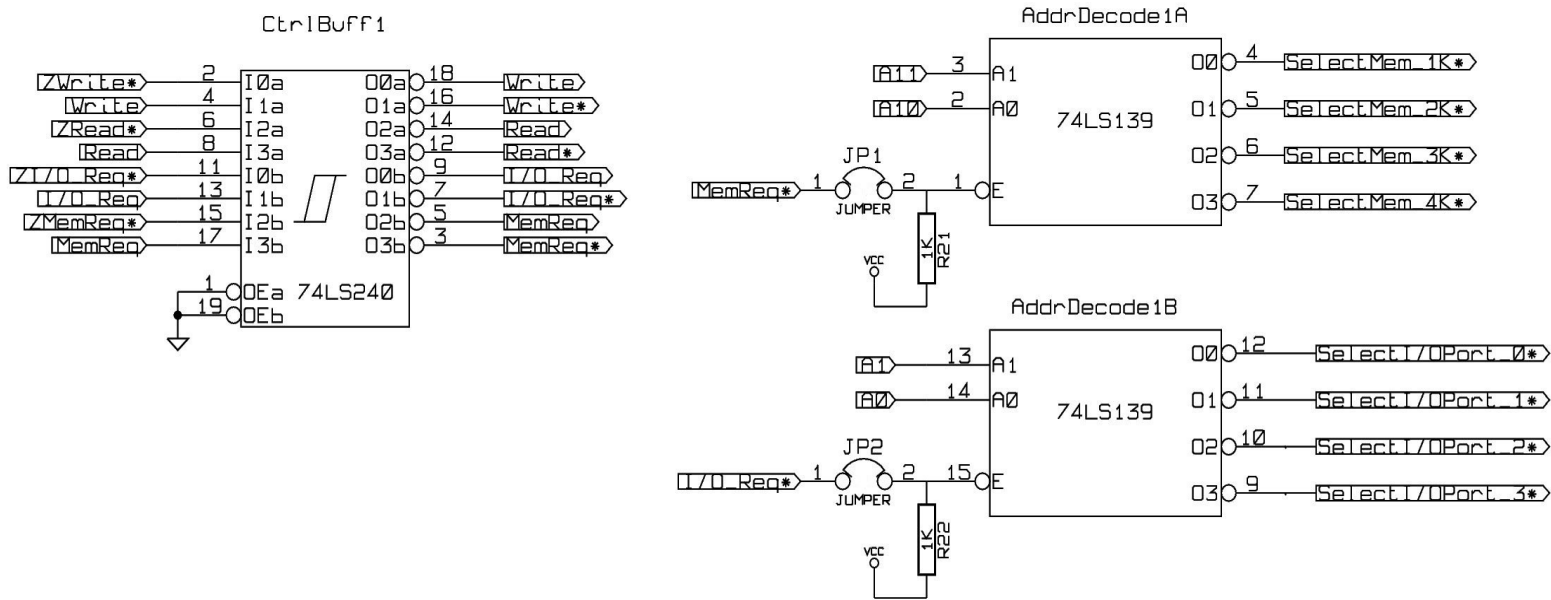 CtrlBuff1
ZWrite* 2 I0a O0a 18 Write
Write 4 I1a O1a 16 Write*
ZRead* 6 I2a O2a 14 Read
Read 8 I3a O3a 12 Read*
ZI/O_Req* 11 I0b O0b 9 I/O_Req
I/O_Req 13 I1b O1b 7 I/O_Req*
ZMemReq* 15 I2b O2b 5 MemReq
MemReq 17 I3b O3b 3 MemReq*
1 OEa 74LS240
19 OEb
AddrDecode1A
O0 4 SelectMem_1K*
A11 3 A1
A10 2 A0 O1 5 SelectMem_2K*
74LS139
JP1 O2 6 SelectMem_3K*
MemReq* 1 2 1 E
JUMPER O3 7 SelectMem_4K*
1K R21
VCC
AddrDecode1B
O0 12 SelectI/OPort_0*
A1 13 A1
A0 14 A0 O1 11 SelectI/OPort_1*
74LS139
JP2 O2 10 SelectI/OPort_2*
I/O_Req* 1 2 15 E
JUMPER O3 9 SelectI/OPort_3*
1K R22
VCC